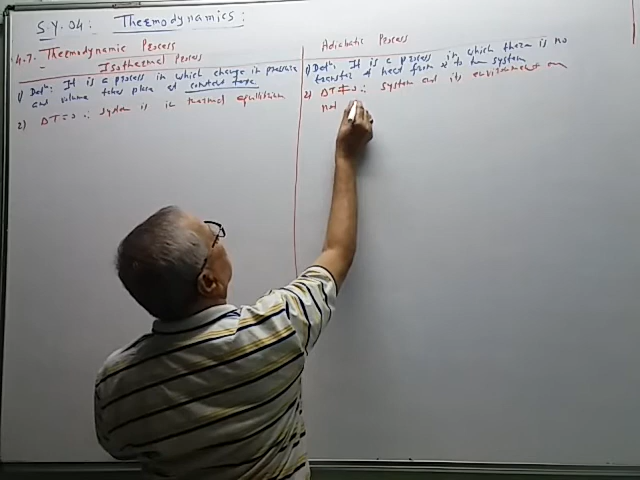 SY.04: Thermodynamics:
4.7: Thermodynamic Process
Isothermal Process
1) Defn: It is a process in which change in pressure
and volume takes place at constant temp.
2) ΔT=0 ∴ system is in thermal equilibrium
Adiabatic Process
1) Defn: It is a process in which there is no
transfer of heat from or to the system
2) ΔT≠0 ∴ system and its environment are
not